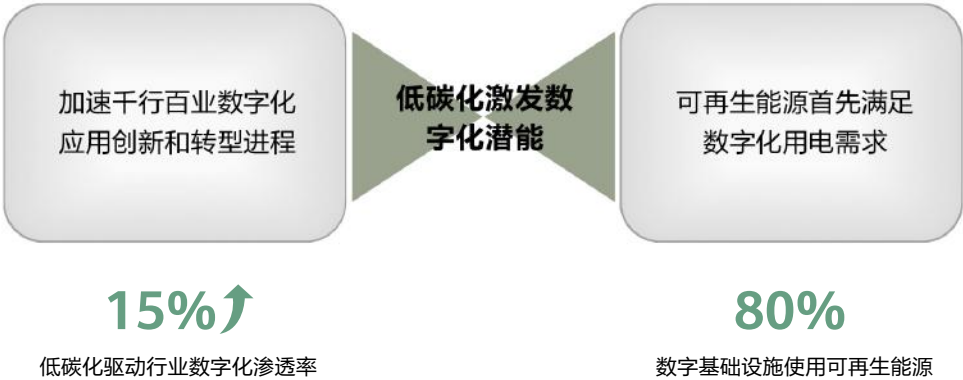 加速千行百业数字化
应用创新和转型进程
低碳化激发数
字化潜能
可再生能源首先满足
数字化用电需求
15%
低碳化驱动行业数字化渗透率
80%
数字基础设施使用可再生能源